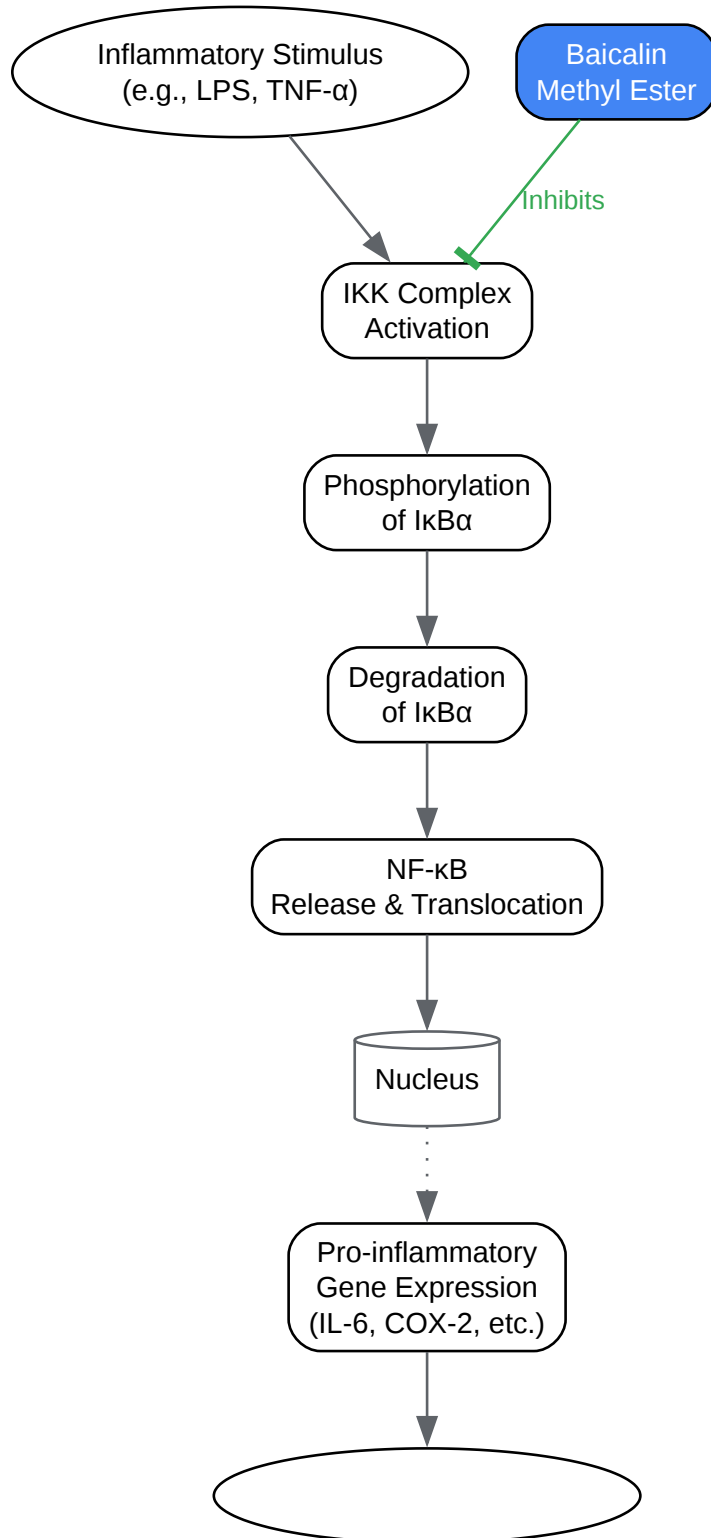 Inflammatory Stimulus
(e.g., LPS, TNF-α)
Baicalin
Methyl Ester
Inhibits
IKK Complex
Activation
Phosphorylation
of IκBα
Degradation
of IκBα
NF-κB
Release & Translocation
Nucleus
Pro-inflammatory
Gene Expression
(IL-6, COX-2, etc.)